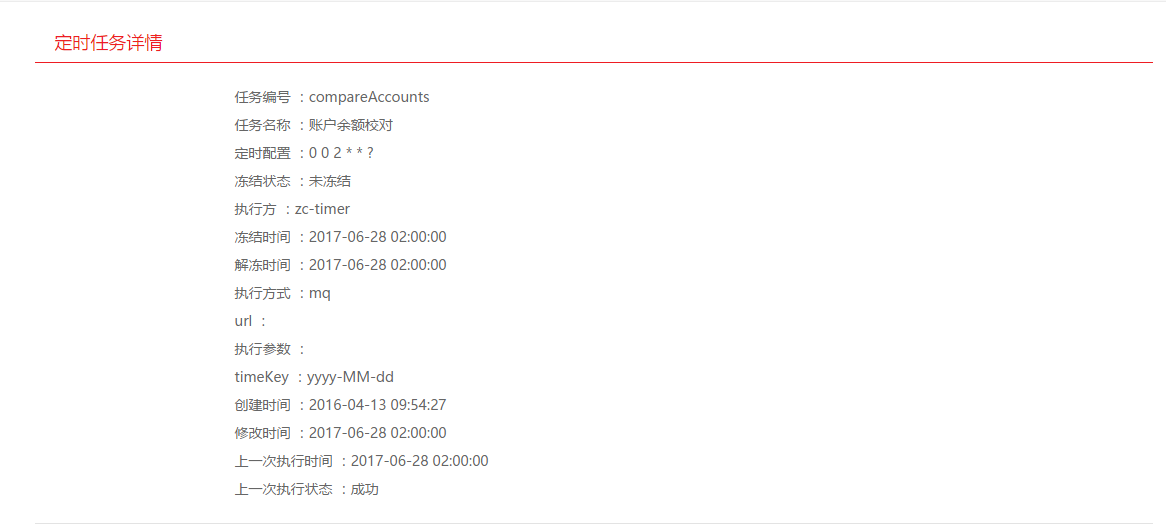 定时任务详情
任务编号 ：compareAccounts
任务名称 ：账户余额校对
定时配置 ：0 0 2 * * ?
冻结状态 ：未冻结
执行方 ：zc-timer
冻结时间 ：2017-06-28 02:00:00
解冻时间 ：2017-06-28 02:00:00
执行方式 ：mq
url ：
执行参数 ：
timeKey ：yyyy-MM-dd
创建时间 ：2016-04-13 09:54:27
修改时间 ：2017-06-28 02:00:00
上一次执行时间 ：2017-06-28 02:00:00
上一次执行状态 ：成功